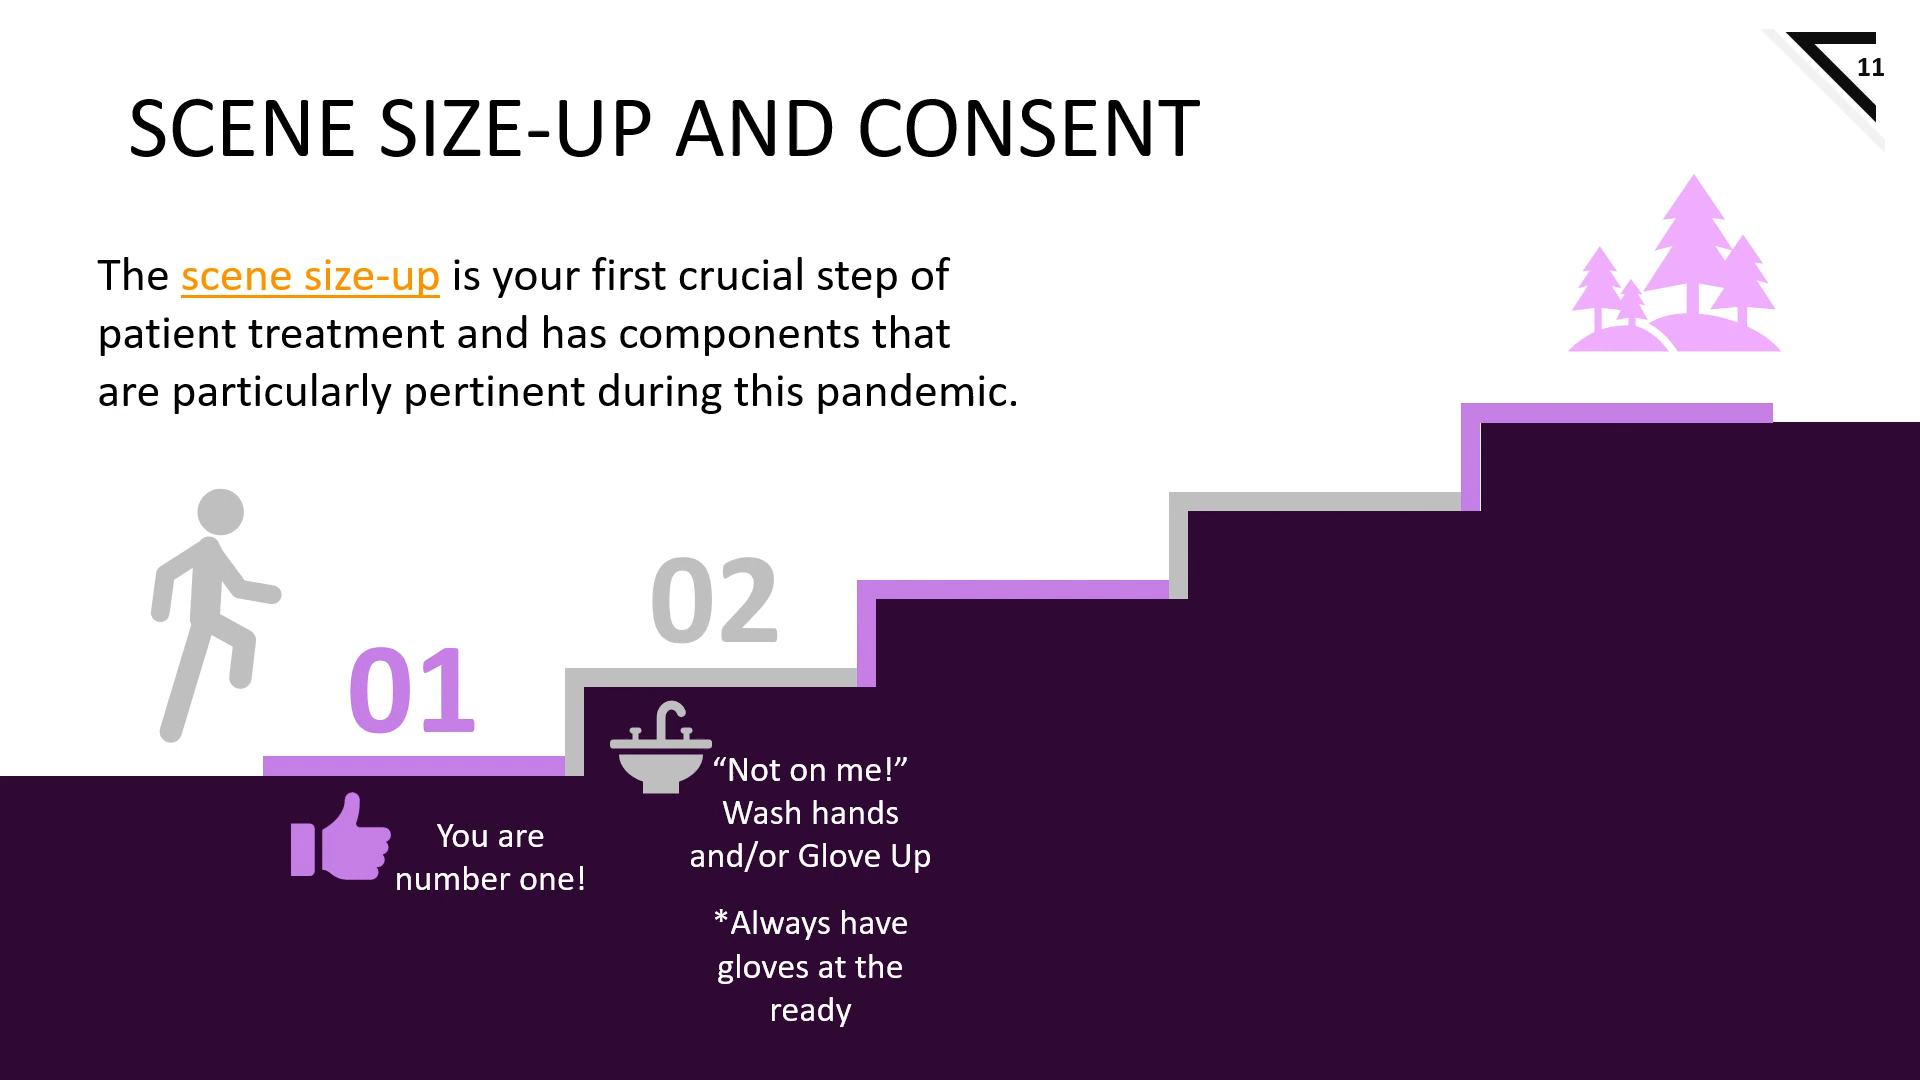 11
SCENE SIZE-UP AND CONSENT
The scene size-up is your first crucial step of
patient treatment and has components that
are particularly pertinent during this pandemic.
01
You are
number one!
02
“Not on me!”
Wash hands
and/or Glove Up
*Always have
gloves at the
ready